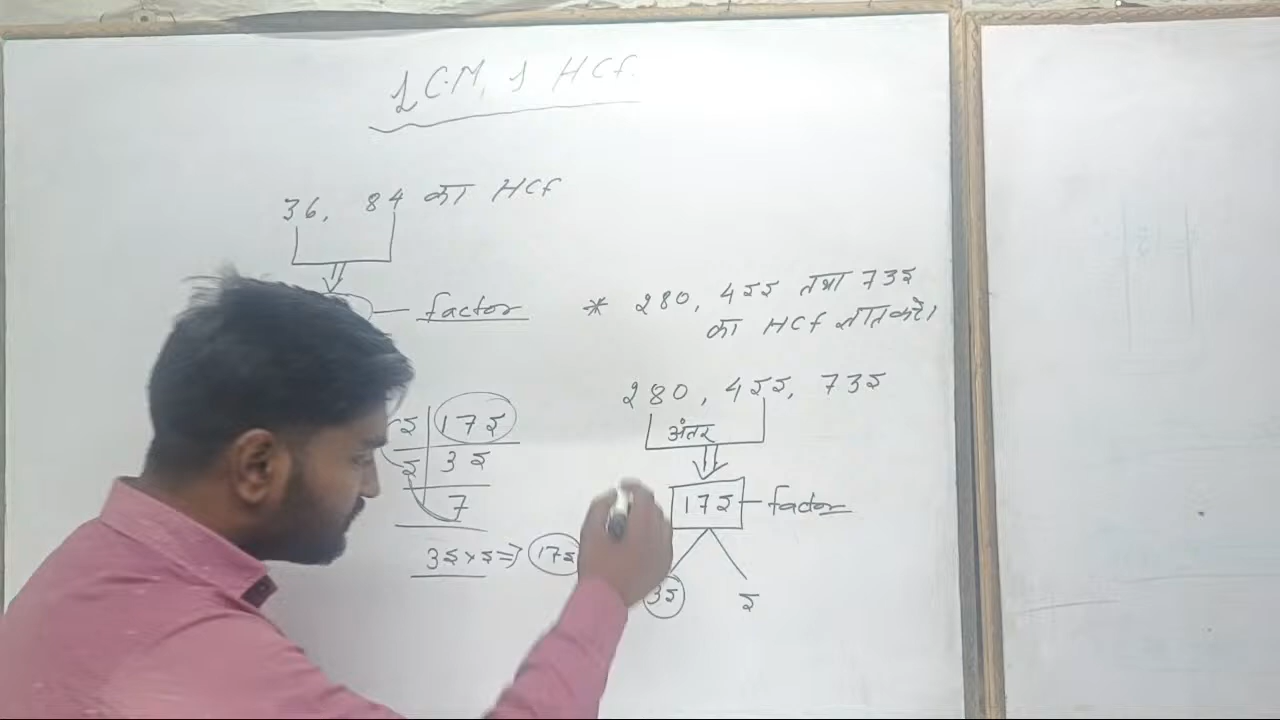 LCM, HCf.
36, 84 का HCf
factor
* 280, 455 तथा 735
का HCf ज्ञात करें।
280, 455, 735
अंतर
5 175
5 35
7
35×5=> 175
175 factor
35 5